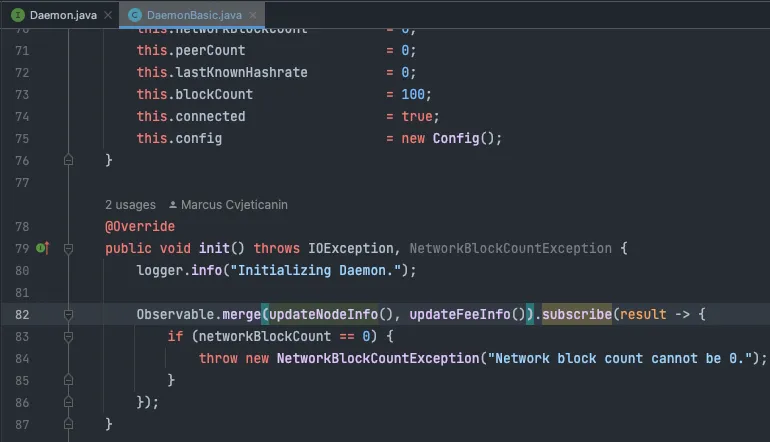 Daemon.java × DaemonBasic.java ×
70 this.networkBlockCount = 0;
71 this.peerCount = 0;
72 this.lastKnownHashrate = 0;
73 this.blockCount = 100;
74 this.connected = true;
75 this.config = new Config();
76 }
77
2 usages Marcus Cvjeticanin
78 @Override
79 public void init() throws IOException, NetworkBlockCountException {
80 logger.info("Initializing Daemon.");
81
82 Observable.merge(updateNodeInfo(), updateFeeInfo()).subscribe(result -> {
83 if (networkBlockCount == 0) {
84 throw new NetworkBlockCountException("Network block count cannot be 0.");
85 }
86 });
87 }